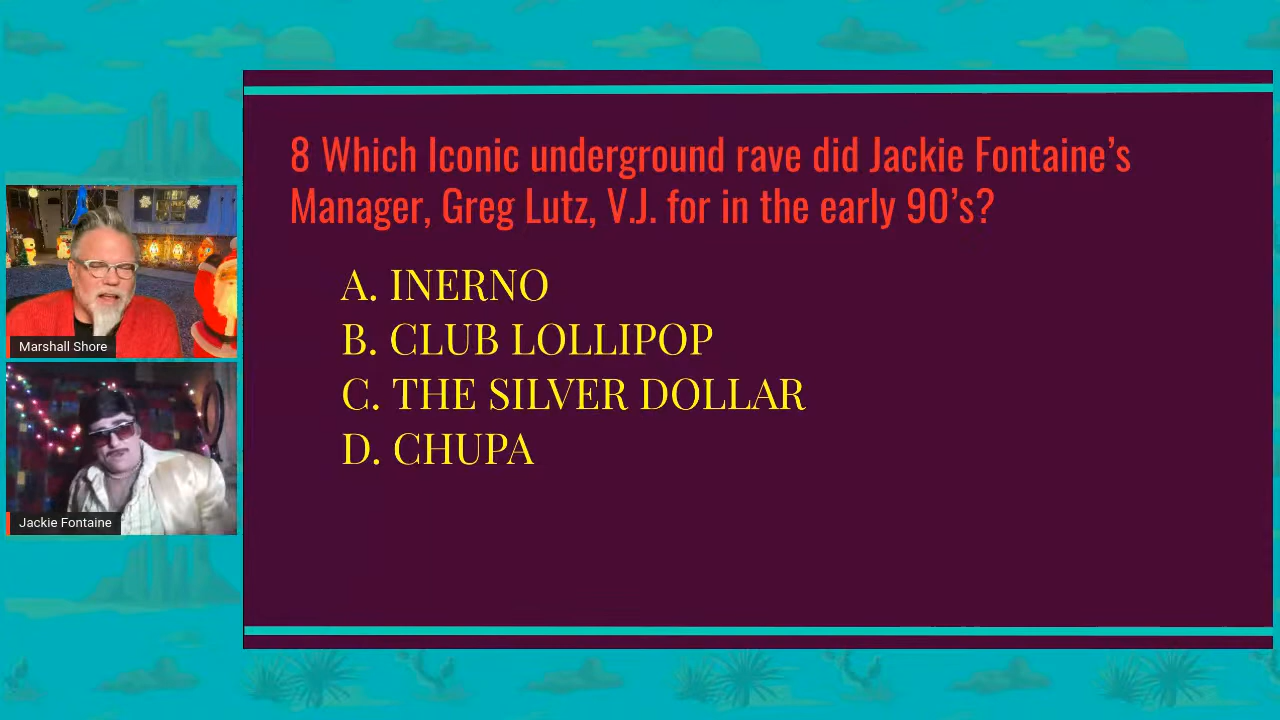 8 Which Iconic underground rave did Jackie Fontaine’s
Manager, Greg Lutz, V.J. for in the early 90’s?
A. INERNO
B. CLUB LOLLIPOP
C. THE SILVER DOLLAR
D. CHUPA
Marshall Shore
Jackie Fontaine